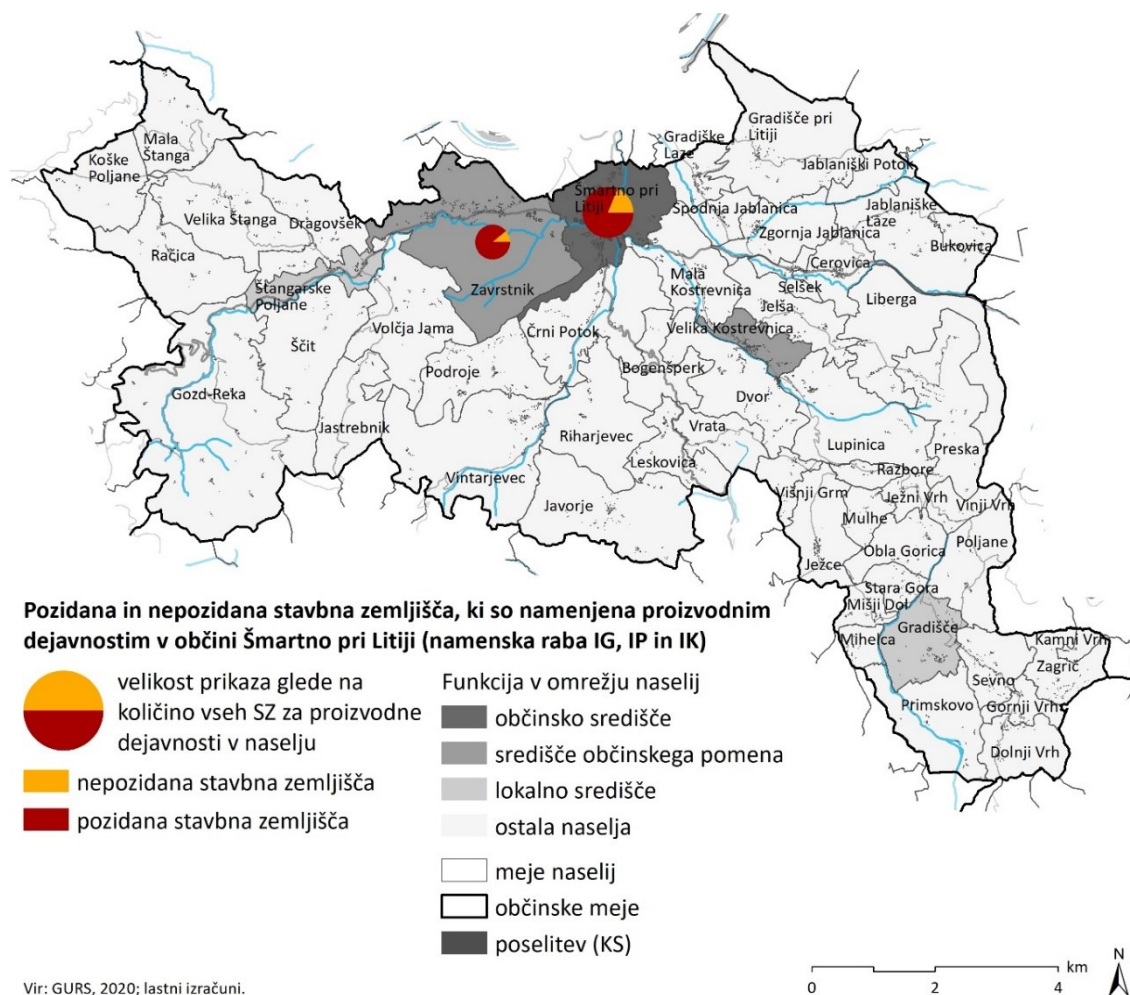 Gradišče pri
Litiji
Gradiške
Laze
Mala
Štanga
Koške
Poljane
Jablaniški Potok
Šmartno pri
Litiji
Velika Štanga
Dragovšek
Spodnja Jablanica
Jablaniške
Laze
Račica
Zgornja Jablanica
Bukovica
Cerovica
Štangarske
Poljane
Zavrstnik
Mala
Kostrevnica
Selšek
Jelša
Liberga
Volčja Jama
Črni Potok
Velika Kostrevnica
Ščit
Podroje
Bogenšperk
Gozd-Reka
Dvor
Jastrebnik
Riharjevec
Vrata
Lupinica
Preska
Leskovica
Razbore
Vintarjevec
Višnji Grm
Ježni Vrh
Javorje
Mulhe
Vinji Vrh
Obla Gorica
Poljane
Ježce
Stara Gora
Mišji Dol
Gradišče
Mihelca
Kamni Vrh
Zagrič
Sevno
Primskovo
Gornji Vrh
Dolnji Vrh
Pozidana in nepozidana stavbna zemljišča, ki so namenjena proizvodnim
dejavnostim v občini Šmartno pri Litiji (namenska raba IG, IP in IK)
velikost prikaza glede na
količino vseh SZ za proizvodne
dejavnosti v naselju
nepozidana stavbna zemljišča
pozidana stavbna zemljišča
Funkcija v omrežju naselij
občinsko središče
središče občinskega pomena
lokalno središče
ostala naselja
meje naselij
občinske meje
poselitev (KS)
Vir: GURS, 2020; lastni izračuni.
km
0 2 4
N